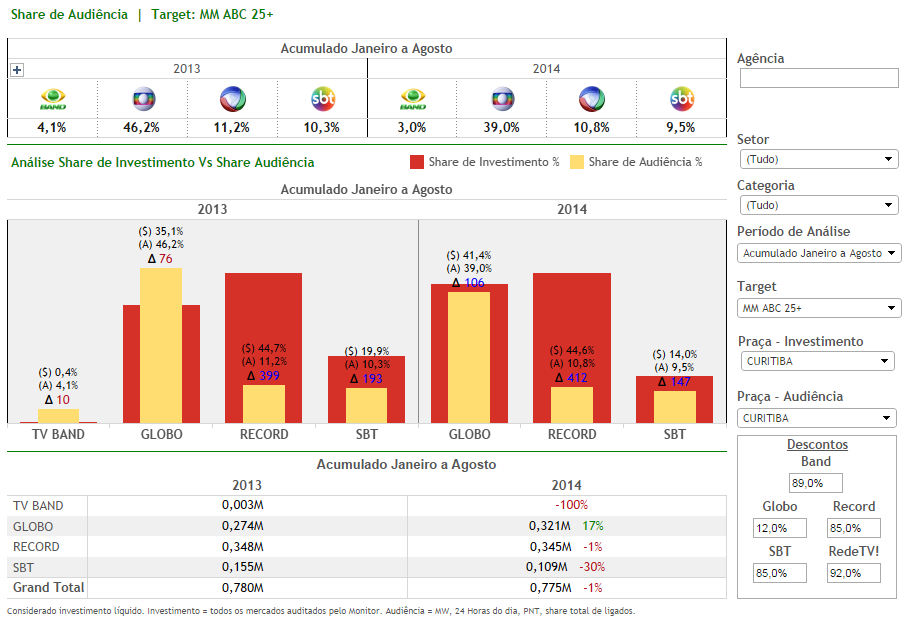 Share de Audiência | Target: MM ABC 25+
Acumulado Janeiro a Agosto
2013 2014
BAND sbt BAND sbt
4,1% 46,2% 11,2% 10,3% 3,0% 39,0% 10,8% 9,5%
Análise Share de Investimento Vs Share Audiência
Share de Investimento % Share de Audiência %
Acumulado Janeiro a Agosto
2013 2014
($) 0,4%
(A) 4,1%
Δ 10
($) 35,1%
(A) 46,2%
Δ 76
($) 44,7%
(A) 11,2%
Δ 399
($) 19,9%
(A) 10,3%
Δ 193
($) 41,4%
(A) 39,0%
Δ 106
($) 44,6%
(A) 10,8%
Δ 412
($) 14,0%
(A) 9,5%
Δ 147
TV BAND GLOBO RECORD SBT GLOBO RECORD SBT
Acumulado Janeiro a Agosto
2013 2014
TV BAND 0,003M -100%
GLOBO 0,274M 0,321M 17%
RECORD 0,348M 0,345M -1%
SBT 0,155M 0,109M -30%
Grand Total 0,780M 0,775M -1%
Considerado investimento líquido. Investimento = todos os mercados auditados pelo Monitor. Audiência = MW, 24 Horas do dia, PNT, share total de ligados.
Agência
Setor
(Tudo)
Categoria
(Tudo)
Período de Análise
Acumulado Janeiro a Agosto
Target
MM ABC 25+
Praça - Investimento
CURITIBA
Praça - Audiência
CURITIBA
Descontos
Band
89,0%
Globo Record
12,0% 85,0%
SBT RedeTV!
85,0% 92,0%